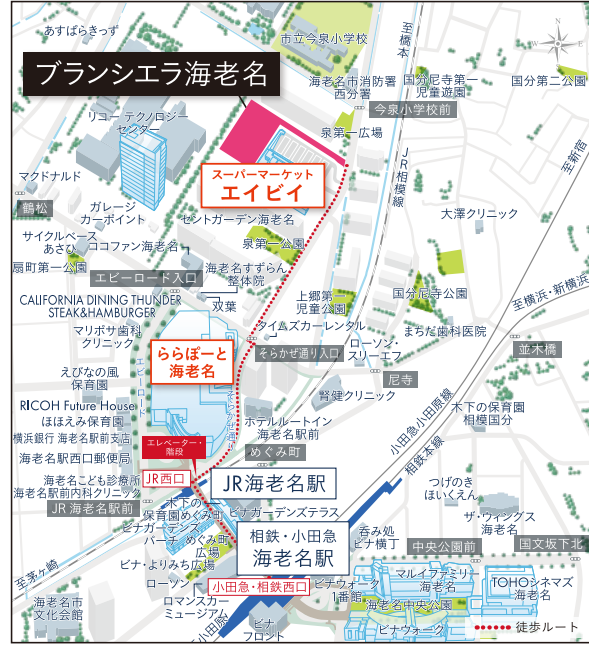 あすぱらきっず
市立今泉小学校
至橋本
N
W
E
S
ブランシエラ海老名
海老名市消防署
西分署
国分尼寺第一
児童遊園
国分第二公園
今泉小学校前
リコー テクノロジー
センター
泉第一広場
JR相模線
至新宿
スーパーマーケット
エイビイ
マクドナルド
鶴松
ガレージ
カーポイント
セントガーデン海老名
大澤クリニック
サイクルベース
あさひ
ココファン海老名
泉第一公園
扇町第一公園
エビーロード入口
海老名すずらん
整体院
上郷第一
児童公園
国分尼寺公園
至横浜・新横浜
CALIFORNIA DINING THUNDER
STEAK&HAMBURGER
双葉
タイムズカーレンタル
まちだ歯科医院
マリポサ歯科
クリニック
ららぽーと
海老名
そらかぜ通り入口
ローソン・
スリーエフ
並木橋
えびなの風
保育園
エビーロード
尼寺
腎健クリニック
小田急小田原線
相鉄本線
木下の保育園
相模国分
RICOH Future House
ほほえみ保育園
ホテルルートイン
海老名駅前
横浜銀行 海老名駅前支店
エレベーター・
階段
めぐみ町
海老名駅西口郵便局
JR西口
JR海老名駅
海老名こども診療所
海老名駅前内科クリニック
つげのき
ほいくえん
JR 海老名駅前
木下の
保育園めぐみ町
ビナガーデンズテラス
ザ・ウィングス
海老名
ビナガーデンズ
パーチ
めぐみ町
広場
相鉄・小田急
海老名駅
呑み処
ビナ横丁
中央公園前
国分坂下北
至茅ヶ崎
ビナ・よりみち広場
ローソン
小田急・相鉄西口
ビナウォーク
1番館
マルイファミリー
海老名
TOHOシネマズ
海老名
海老名市
文化会館
ロマンスカー
ミュージアム
海老名中央公園
至小田原
ビナ
フロント
ビナウォーク
徒歩ルート